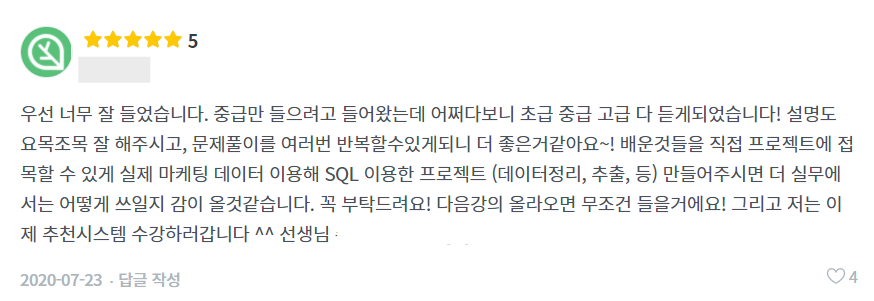 5
우선 너무 잘 들었습니다. 중급만 들으려고 들어왔는데 어쩌다보니 초급 중급 고급 다 듣게되었습니다! 설명도
요목조목 잘 해주시고, 문제풀이를 여러번 반복할수있게되니 더 좋은거같아요~! 배운것들을 직접 프로젝트에 접
목할 수 있게 실제 마케팅 데이터 이용해 SQL 이용한 프로젝트 (데이터정리, 추출, 등) 만들어주시면 더 실무에
서는 어떻게 쓰일지 감이 올것같습니다. 꼭 부탁드려요! 다음강의 올라오면 무조건 들을거에요! 그리고 저는 이
제 추천시스템 수강하러갑니다 ^^ 선생님
2020-07-23 · 답글 작성
4